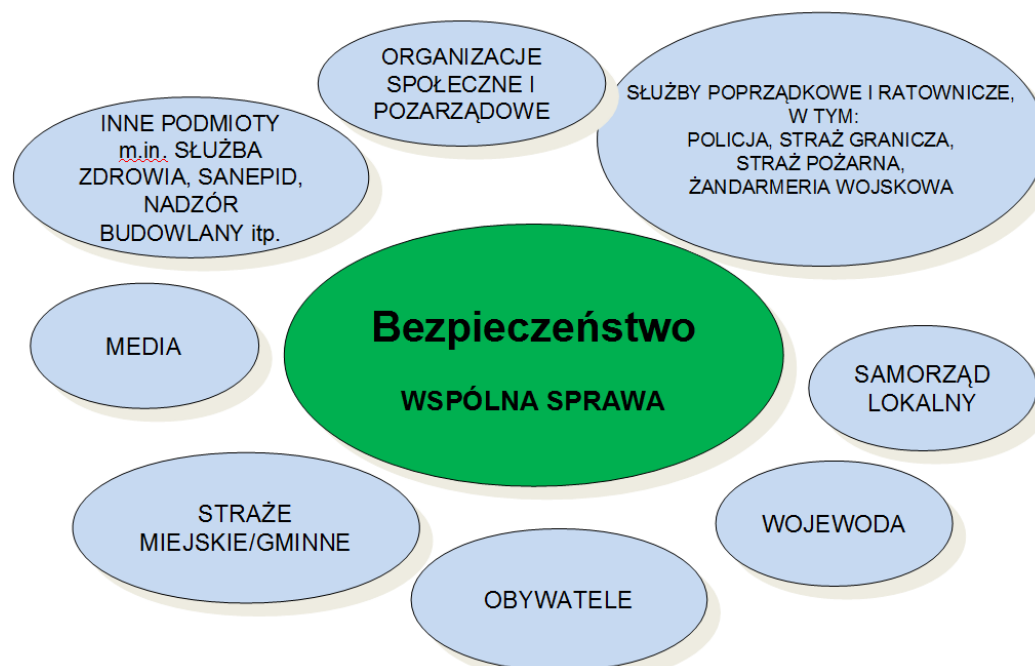 ORGANIZACJE
SPOŁECZNE I
POZARZĄDOWE
SŁUŻBY POPRZĄDKOWE I RATOWNICZE,
W TYM:
POLICJA, STRAŻ GRANICZA,
STRAŻ POŻARNA,
ŻANDARMERIA WOJSKOWA
INNE PODMIOTY
m.in. SŁUŻBA
ZDROWIA, SANEPID,
NADZÓR
BUDOWLANY itp.
Bezpieczeństwo
WSPÓLNA SPRAWA
MEDIA
SAMORZĄD
LOKALNY
STRAŻE
MIEJSKIE/GMINNE
WOJEWODA
OBYWATELE